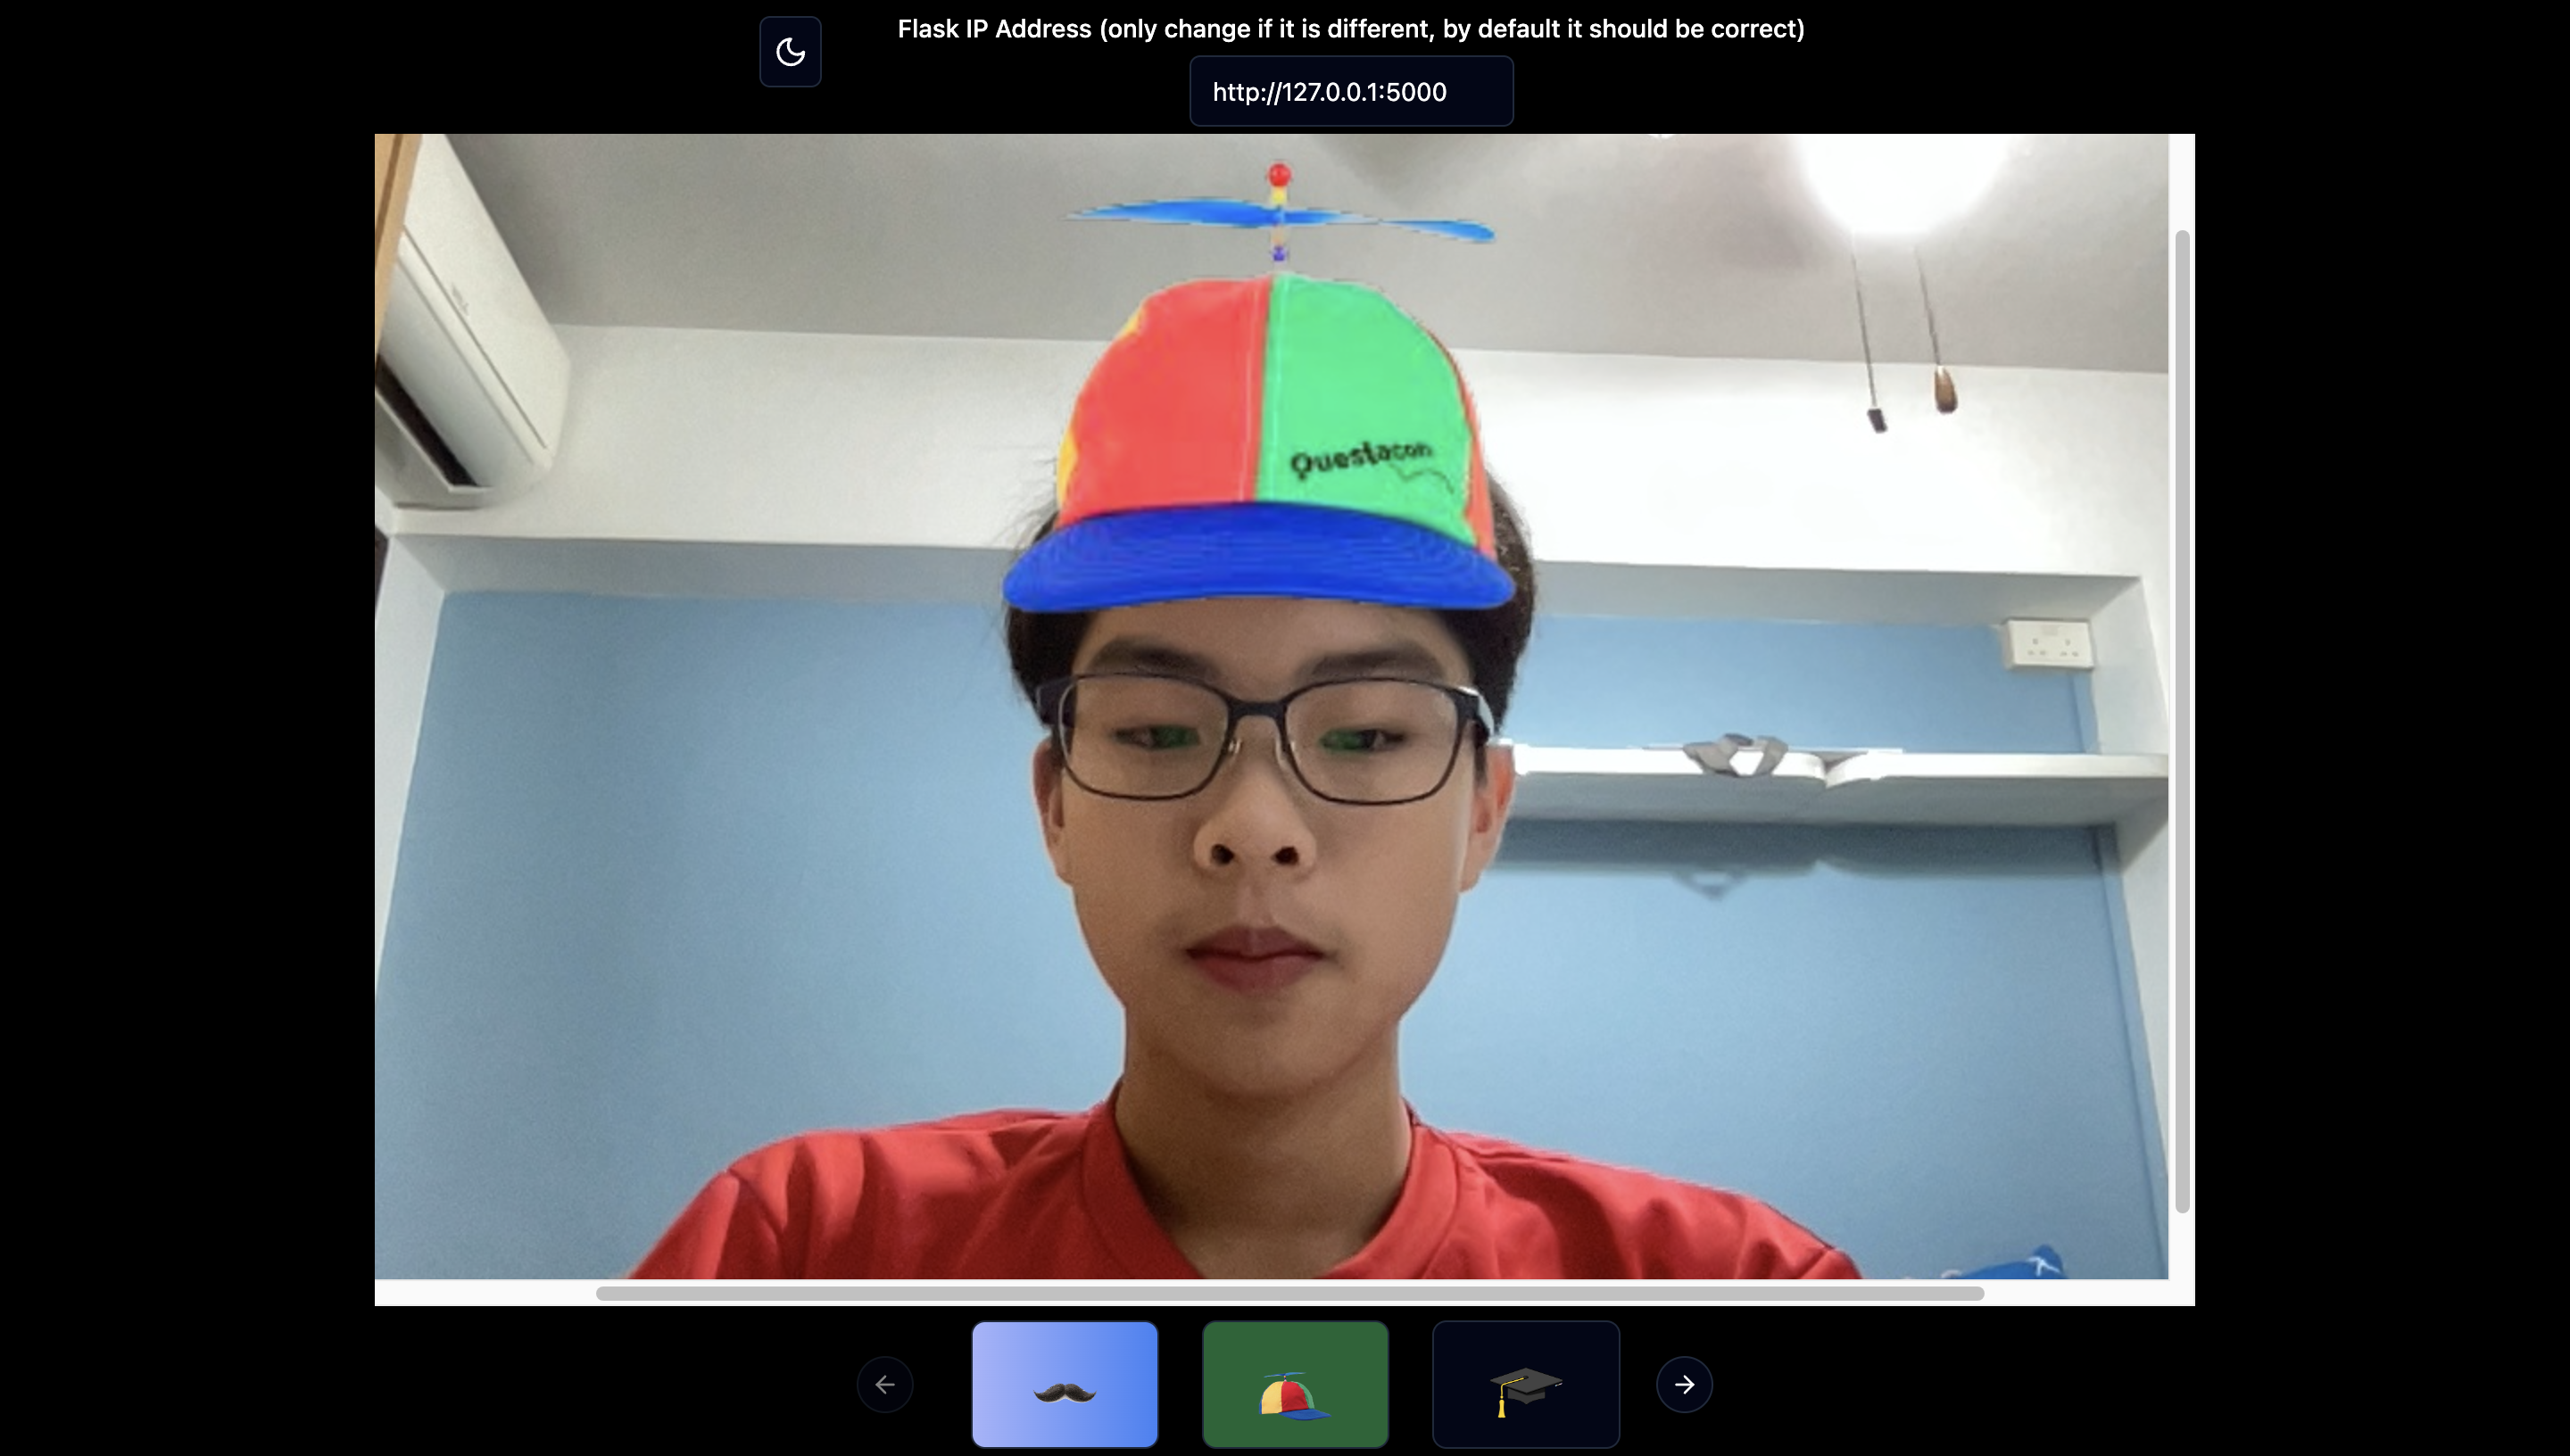 Flask IP Address (only change if it is different, by default it should be correct)
http://127.0.0.1:5000
Questacon